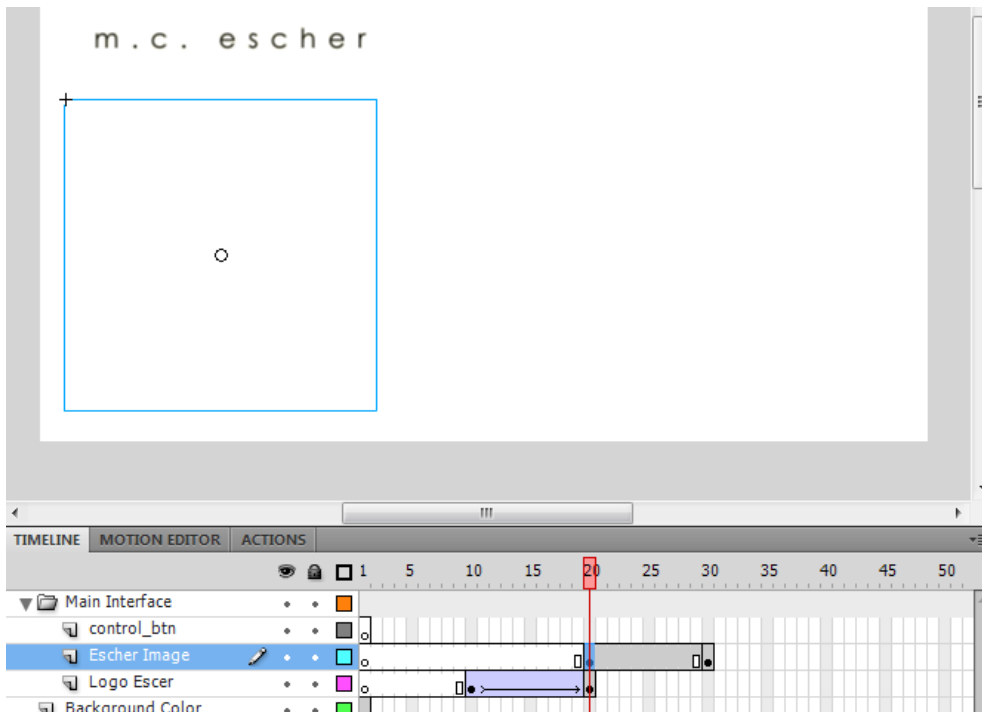 m.c. escher
TIMELINE MOTION EDITOR ACTIONS
1 5 10 15 20 25 30 35 40 45 50
Main Interface
control_btn
Escher Image
Logo Escer
Background Color